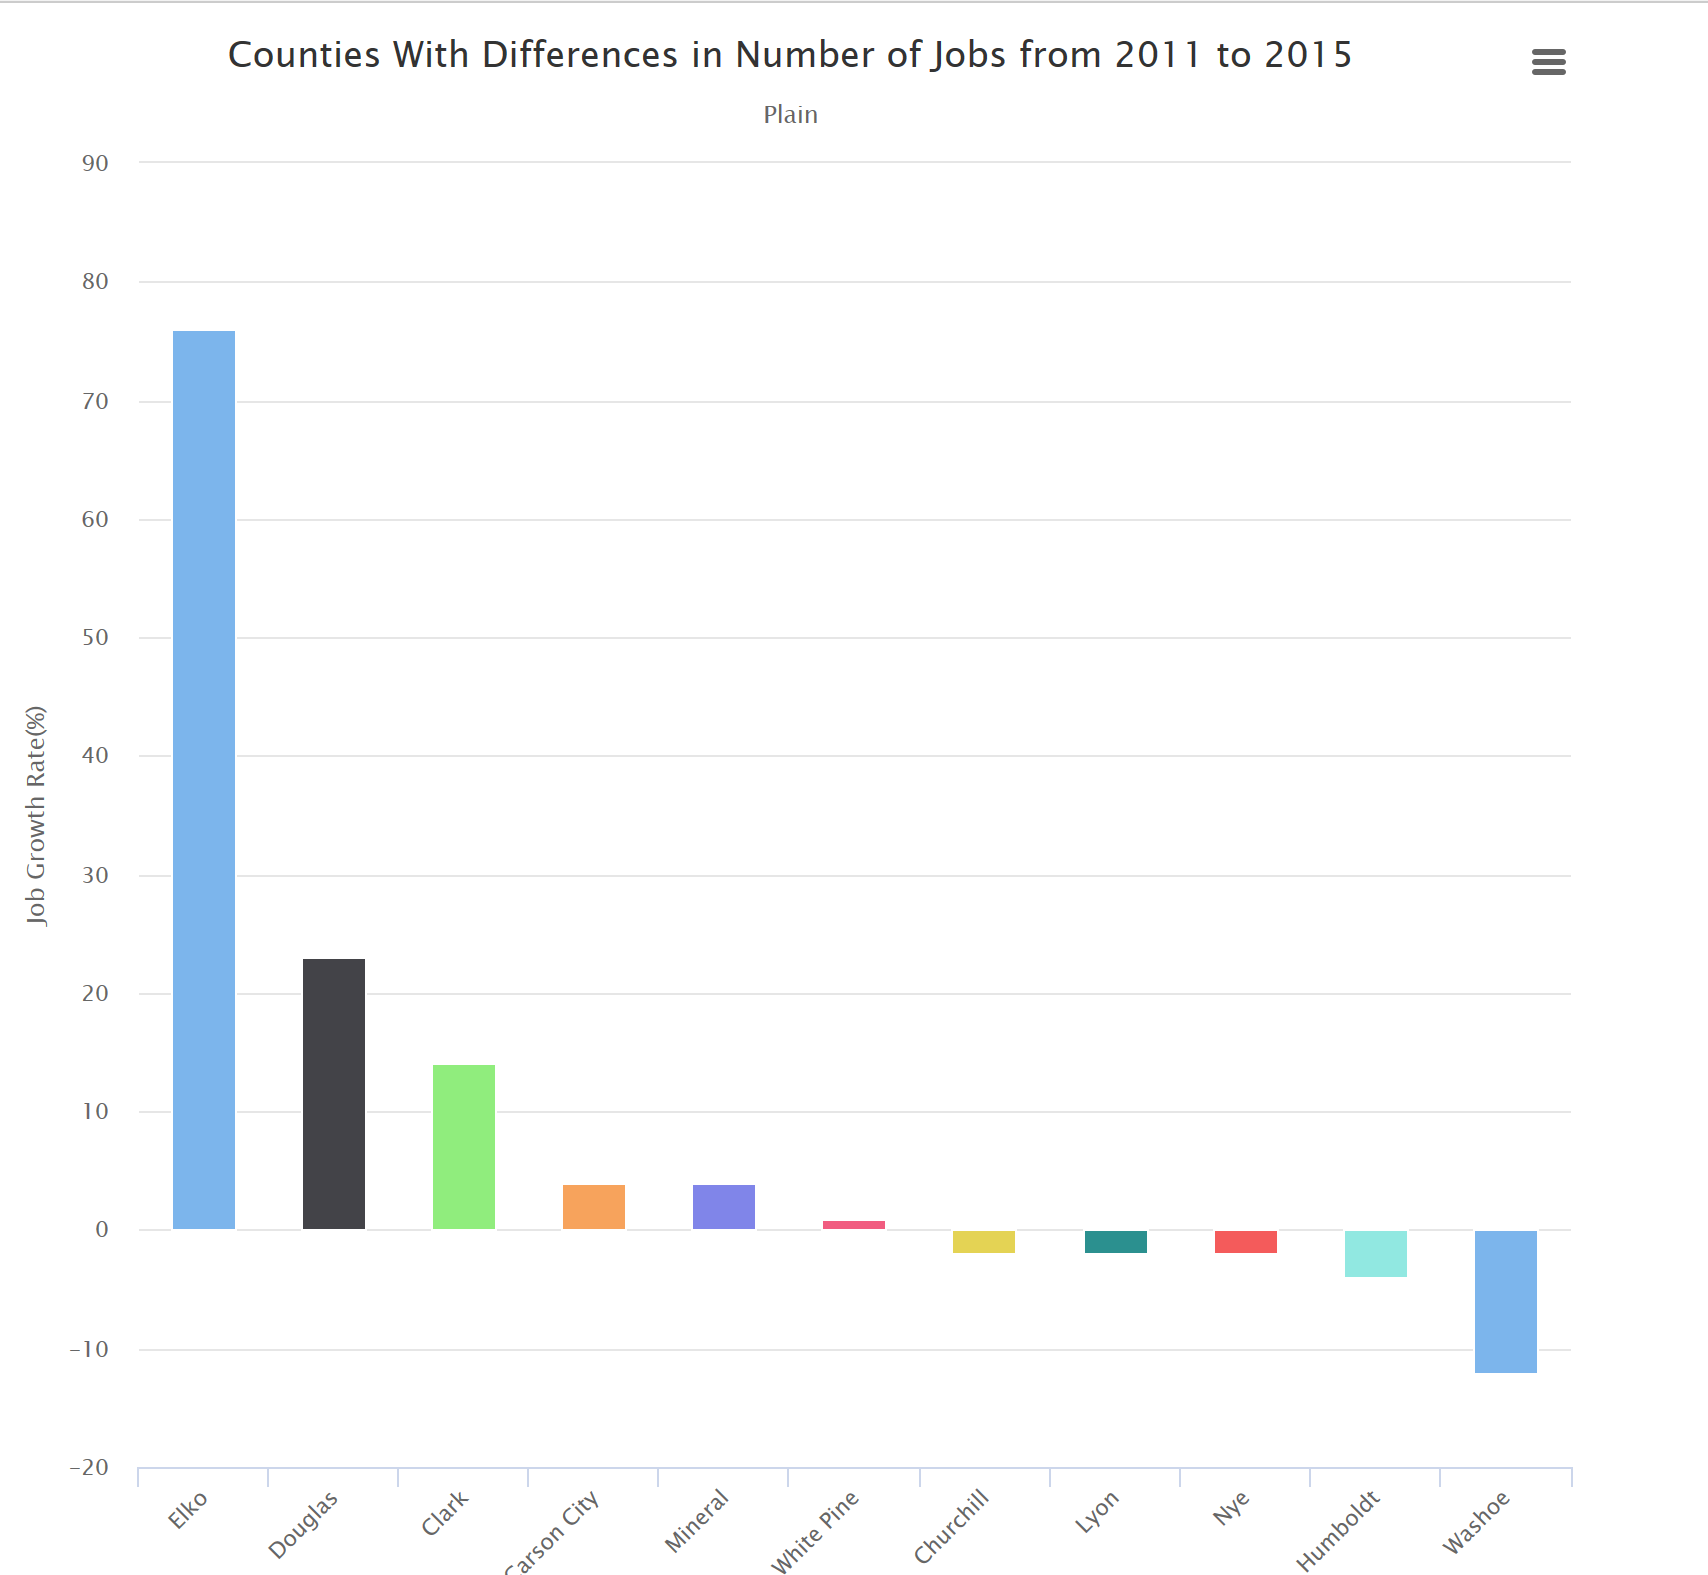 Counties With Differences in Number of Jobs from 2011 to 2015
Plain
90
80
70
60
50
40
30
20
10
0
-10
-20
Job Growth Rate(%)
Elko
Douglas
Clark
Carson City
Mineral
White Pine
Churchill
Lyon
Nye
Humboldt
Washoe